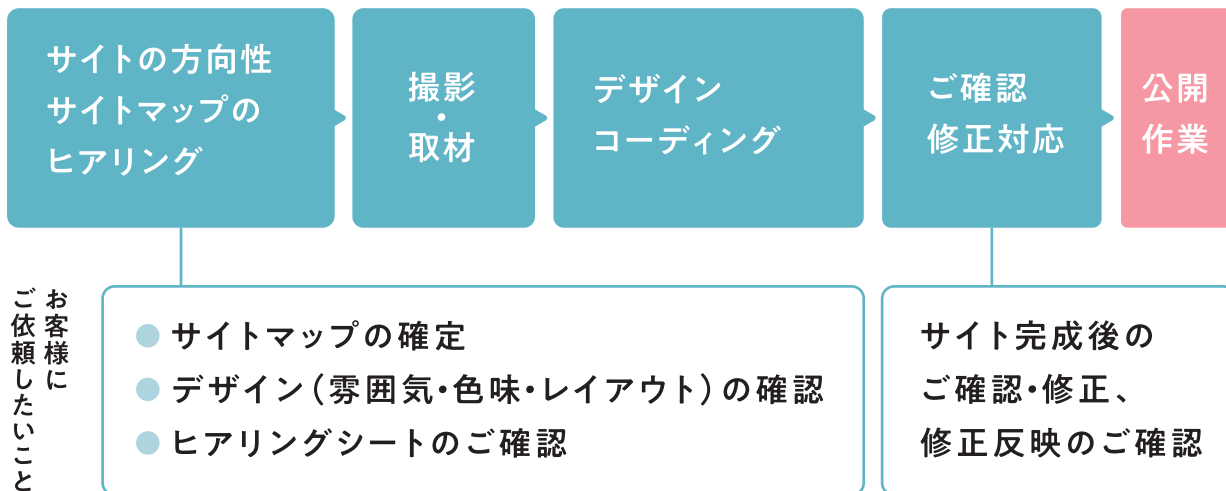 サイトの方向性
サイトマップの
ヒアリング
撮影
・
取材
デザイン
コーディング
ご確認
修正対応
公開
作業
お客様に
ご依頼したいこと
サイトマップの確定
デザイン(雰囲気・色味・レイアウト)の確認
ヒアリングシートのご確認
サイト完成後の
ご確認・修正、
修正反映のご確認